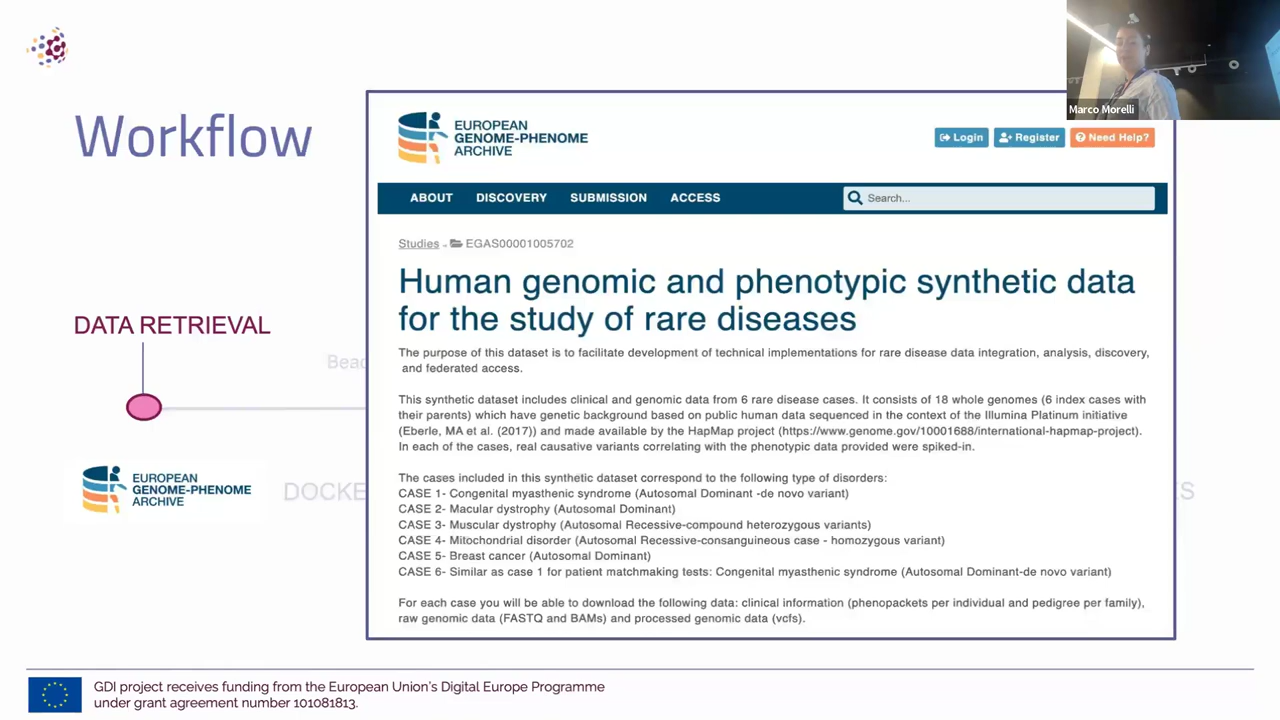 Marco Morelli
Workflow
EUROPEAN
GENOME-PHENOME
ARCHIVE
Login
Register
Need Help?
ABOUT
DISCOVERY
SUBMISSION
ACCESS
Search...
Studies
EGAS00001005702
Human genomic and phenotypic synthetic data
for the study of rare diseases
The purpose of this dataset is to facilitate development of technical implementations for rare disease data integration, analysis, discovery,
and federated access.
This synthetic dataset includes clinical and genomic data from 6 rare disease cases. It consists of 18 whole genomes (6 index cases with
their parents) which have genetic background based on public human data sequenced in the context of the Illumina Platinum initiative
(Eberle, MA et al. (2017)) and made available by the HapMap project (https://www.genome.gov/10001688/international-hapmap-project).
In each of the cases, real causative variants correlating with the phenotypic data provided were spiked-in.
The cases included in this synthetic dataset correspond to the following type of disorders:
CASE 1- Congenital myasthenic syndrome (Autosomal Dominant -de novo variant)
CASE 2- Macular dystrophy (Autosomal Dominant)
CASE 3- Muscular dystrophy (Autosomal Recessive-compound heterozygous variants)
CASE 4- Mitochondrial disorder (Autosomal Recessive-consanguineous case - homozygous variant)
CASE 5- Breast cancer (Autosomal Dominant)
CASE 6- Similar as case 1 for patient matchmaking tests: Congenital myasthenic syndrome (Autosomal Dominant-de novo variant)
For each case you will be able to download the following data: clinical information (phenopackets per individual and pedigree per family),
raw genomic data (FASTQ and BAMs) and processed genomic data (vcfs).
DATA RETRIEVAL
EUROPEAN
GENOME-PHENOME
ARCHIVE
GDI project receives funding from the European Union's Digital Europe Programme
under grant agreement number 101081813.